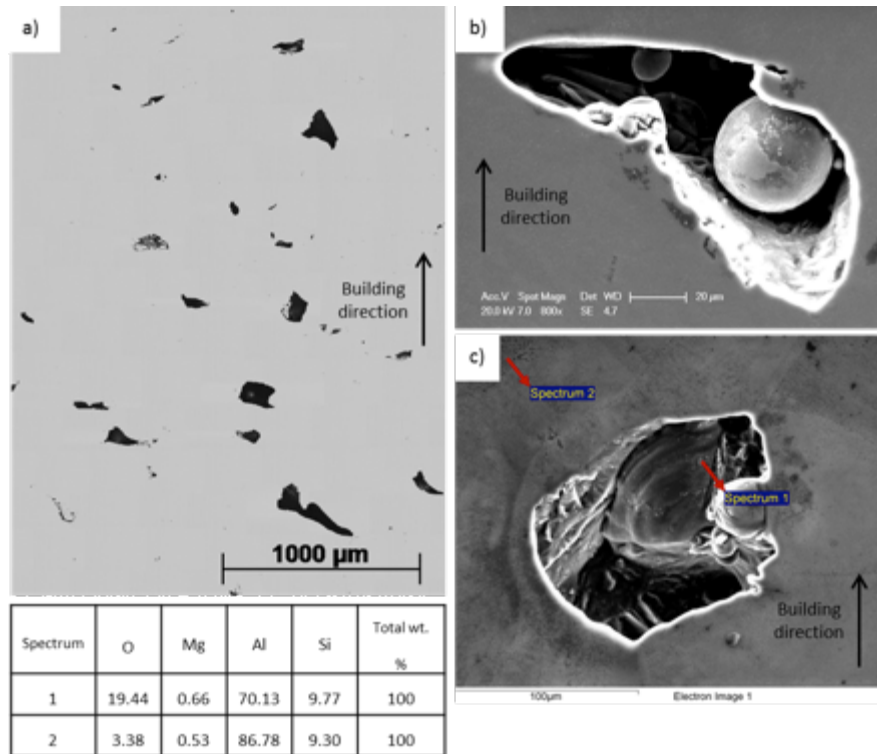 a)
Building
direction
1000 µm
b)
Building
direction
Acc.V Spot Magn Det WD 20 µm
20.0 kV 7.0 800x SE 4.7
c)
Spectrum 2
Spectrum 1
Building
direction
100µm Electron Image 1
Spectrum O Mg Al Si Total wt. %
1 19.44 0.66 70.13 9.77 100
2 3.38 0.53 86.78 9.30 100